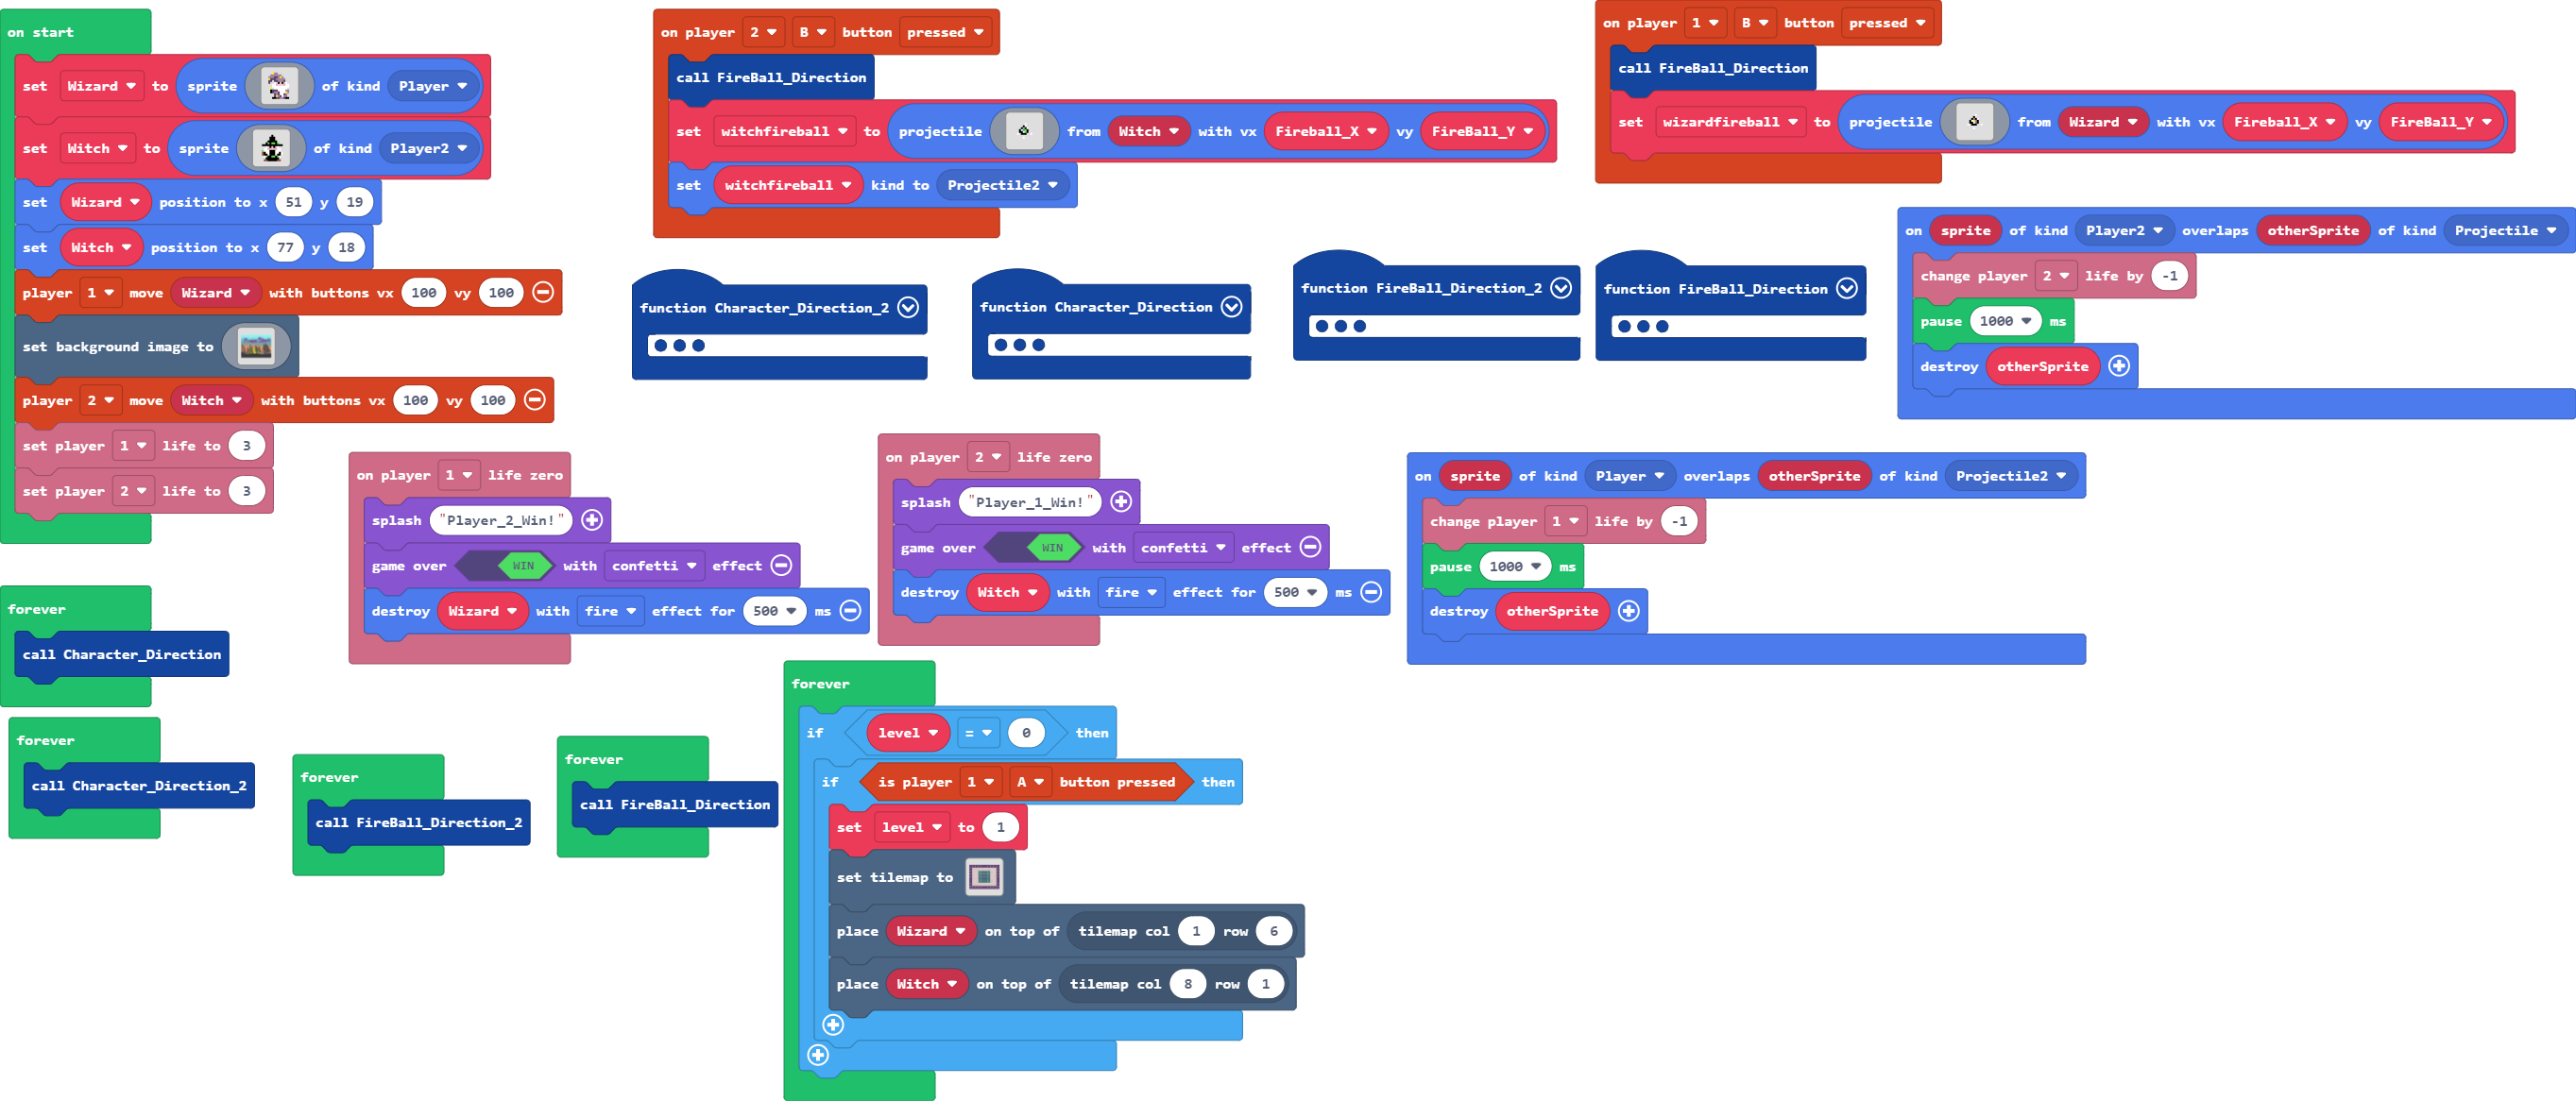 on start
set Wizard to sprite of kind Player
set Witch to sprite of kind Player2
set Wizard position to x 51 y 19
set Witch position to x 77 y 18
player 1 move Wizard with buttons vx 100 vy 100
set background image to
player 2 move Witch with buttons vx 100 vy 100
set player 1 life to 3
set player 2 life to 3
on player 2 B button pressed
call FireBall_Direction
set witchfireball to projectile from Witch with vx Fireball_X vy FireBall_Y
set witchfireball kind to Projectile2
on player 1 B button pressed
call FireBall_Direction
set wizardfireball to projectile from Wizard with vx Fireball_X vy FireBall_Y
function Character_Direction_2
function Character_Direction
function FireBall_Direction_2
function FireBall_Direction
on sprite of kind Player2 overlaps otherSprite of kind Projectile
change player 2 life by -1
pause 1000 ms
destroy otherSprite
on player 1 life zero
splash "Player_2_Win!"
game over WIN with confetti effect
destroy Wizard with fire effect for 500 ms
on player 2 life zero
splash "Player_1_Win!"
game over WIN with confetti effect
destroy Witch with fire effect for 500 ms
on sprite of kind Player overlaps otherSprite of kind Projectile2
change player 1 life by -1
pause 1000 ms
destroy otherSprite
forever
call Character_Direction
forever
call Character_Direction_2
forever
call FireBall_Direction_2
forever
call FireBall_Direction
forever
if level = 0 then
if is player 1 A button pressed then
set level to 1
set tilemap to
place Wizard on top of tilemap col 1 row 6
place Witch on top of tilemap col 8 row 1